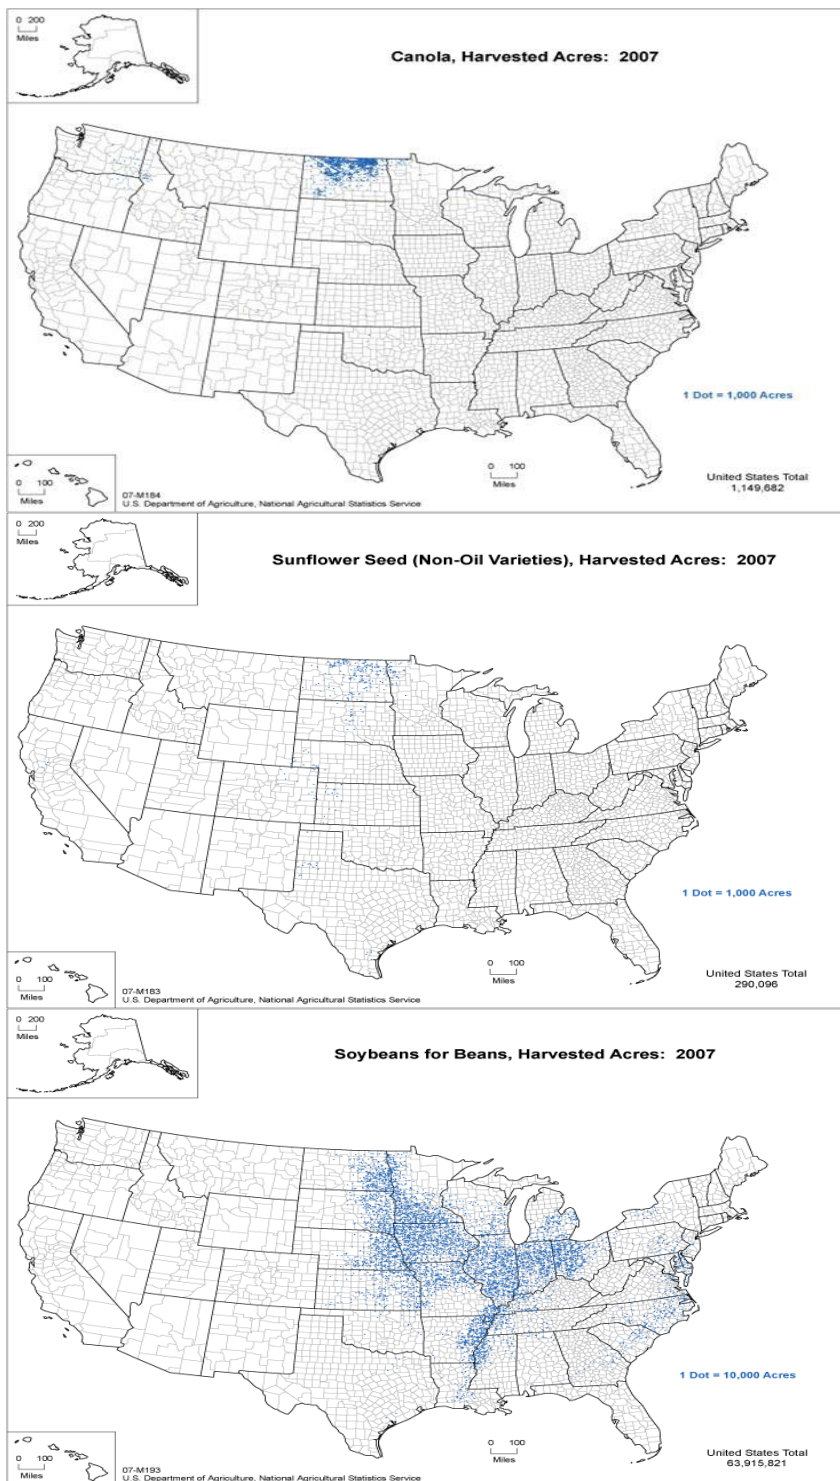 0 200
Miles
Canola, Harvested Acres: 2007
1 Dot = 1,000 Acres
0 100
Miles
0 100
Miles
United States Total
1,149,682
07-M184
U.S. Department of Agriculture, National Agricultural Statistics Service
0 200
Miles
Sunflower Seed (Non-Oil Varieties), Harvested Acres: 2007
1 Dot = 1,000 Acres
0 100
Miles
0 100
Miles
United States Total
290,096
07-M183
U.S. Department of Agriculture, National Agricultural Statistics Service
0 200
Miles
Soybeans for Beans, Harvested Acres: 2007
1 Dot = 10,000 Acres
0 100
Miles
0 100
Miles
United States Total
63,915,821
07-M193
U.S. Department of Agriculture, National Agricultural Statistics Service